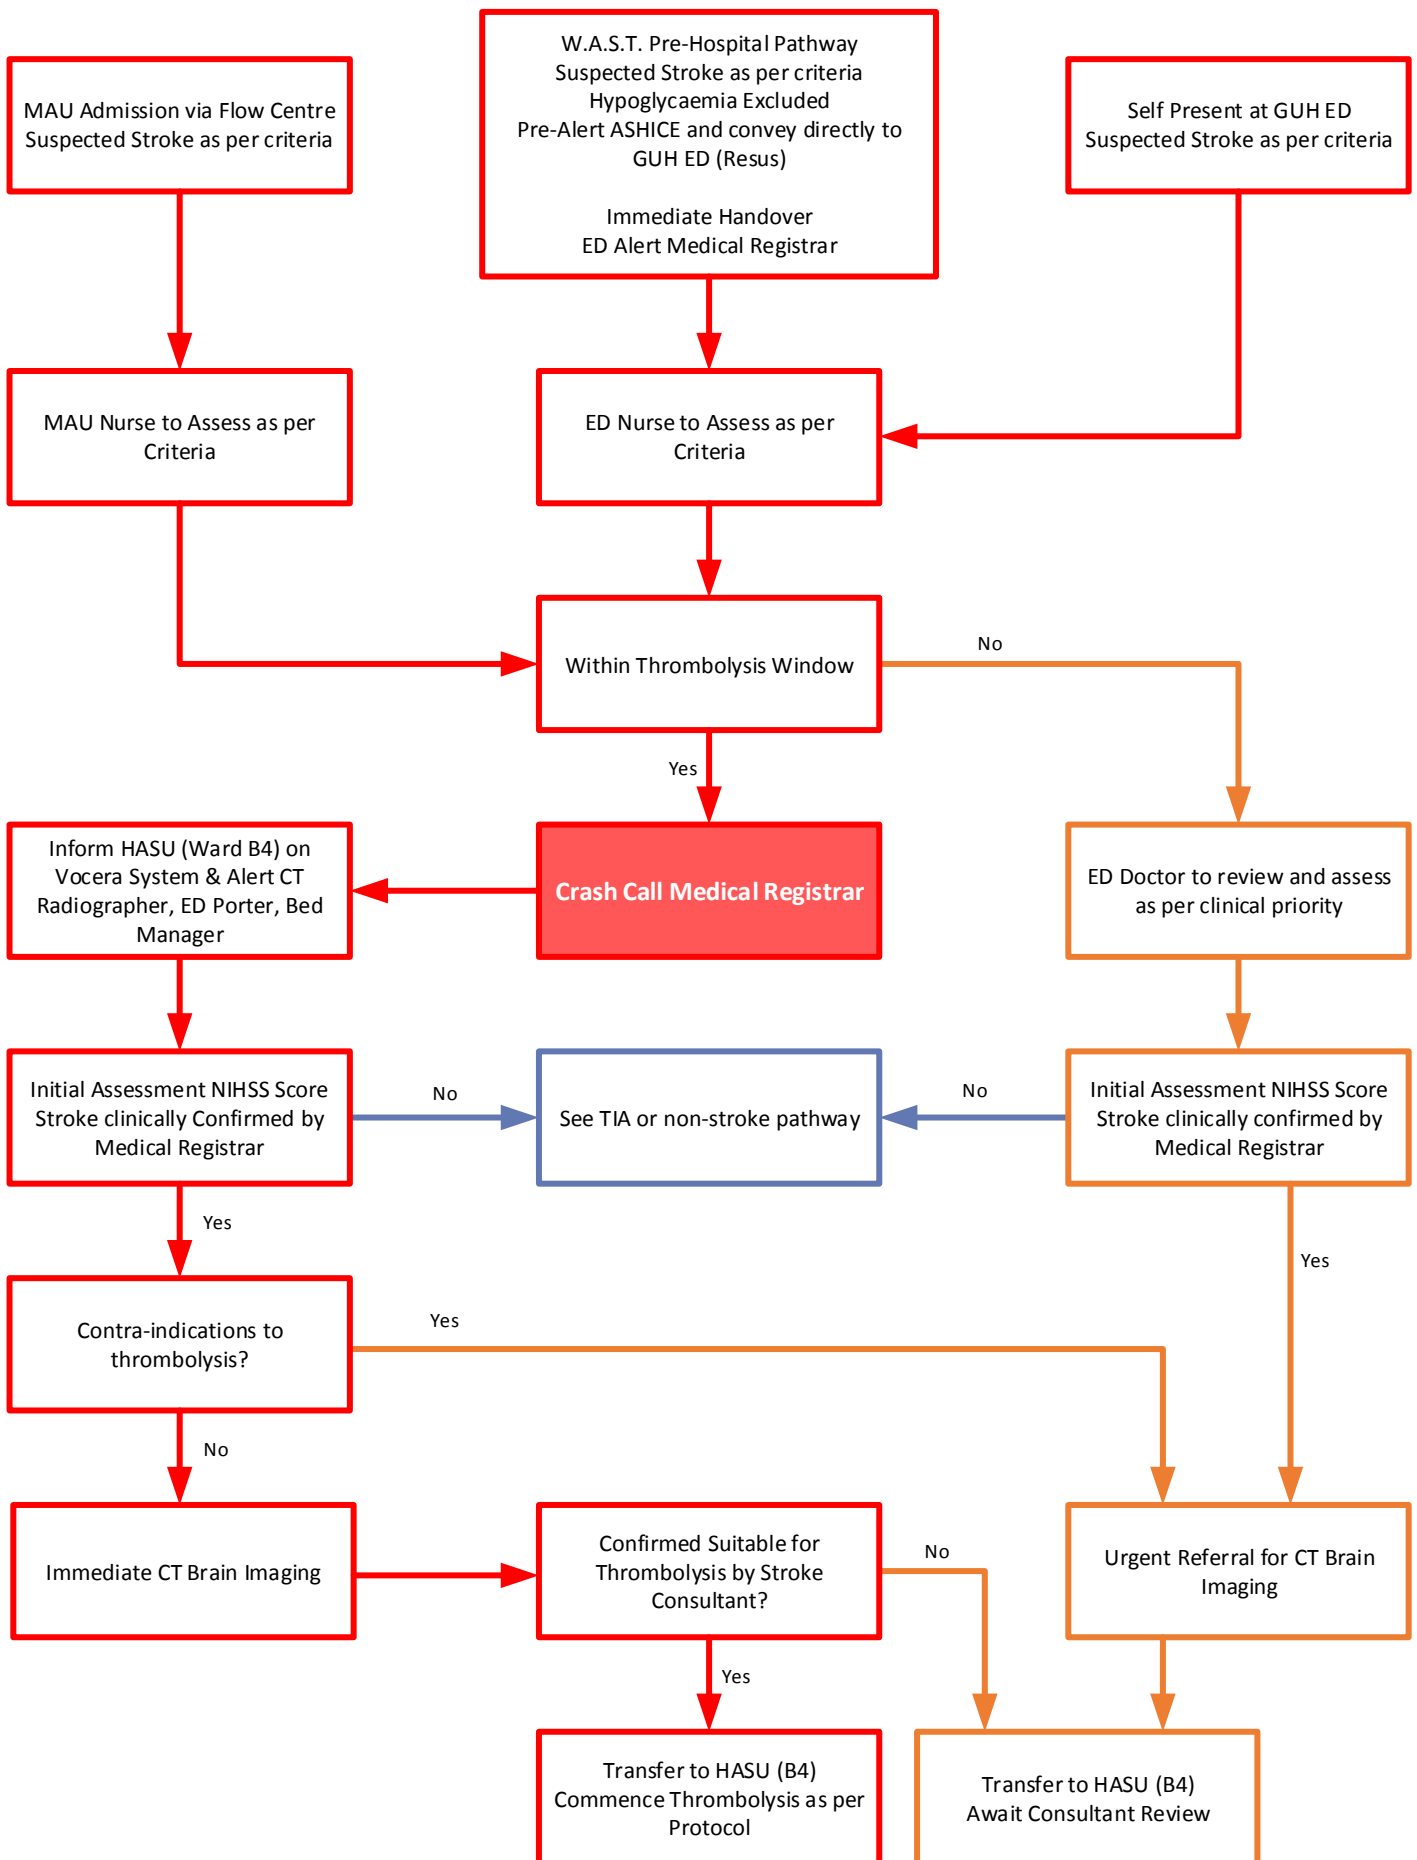 MAU Admission via Flow Centre
Suspected Stroke as per criteria
W.A.S.T. Pre-Hospital Pathway
Suspected Stroke as per criteria
Hypoglycaemia Excluded
Pre-Alert ASHICE and convey directly to
GUH ED (Resus)
Immediate Handover
ED Alert Medical Registrar
Self Present at GUH ED
Suspected Stroke as per criteria
MAU Nurse to Assess as per
Criteria
ED Nurse to Assess as per
Criteria
Within Thrombolysis Window
No
Yes
Inform HASU (Ward B4) on
Vocera System & Alert CT
Radiographer, ED Porter, Bed
Manager
Crash Call Medical Registrar
ED Doctor to review and assess
as per clinical priority
Initial Assessment NIHSS Score
Stroke clinically Confirmed by
Medical Registrar
No
See TIA or non-stroke pathway
No
Initial Assessment NIHSS Score
Stroke clinically confirmed by
Medical Registrar
Yes
Yes
Contra-indications to
thrombolysis?
Yes
No
Immediate CT Brain Imaging
Confirmed Suitable for
Thrombolysis by Stroke
Consultant?
No
Urgent Referral for CT Brain
Imaging
Yes
Transfer to HASU (B4)
Commence Thrombolysis as per
Protocol
Transfer to HASU (B4)
Await Consultant Review